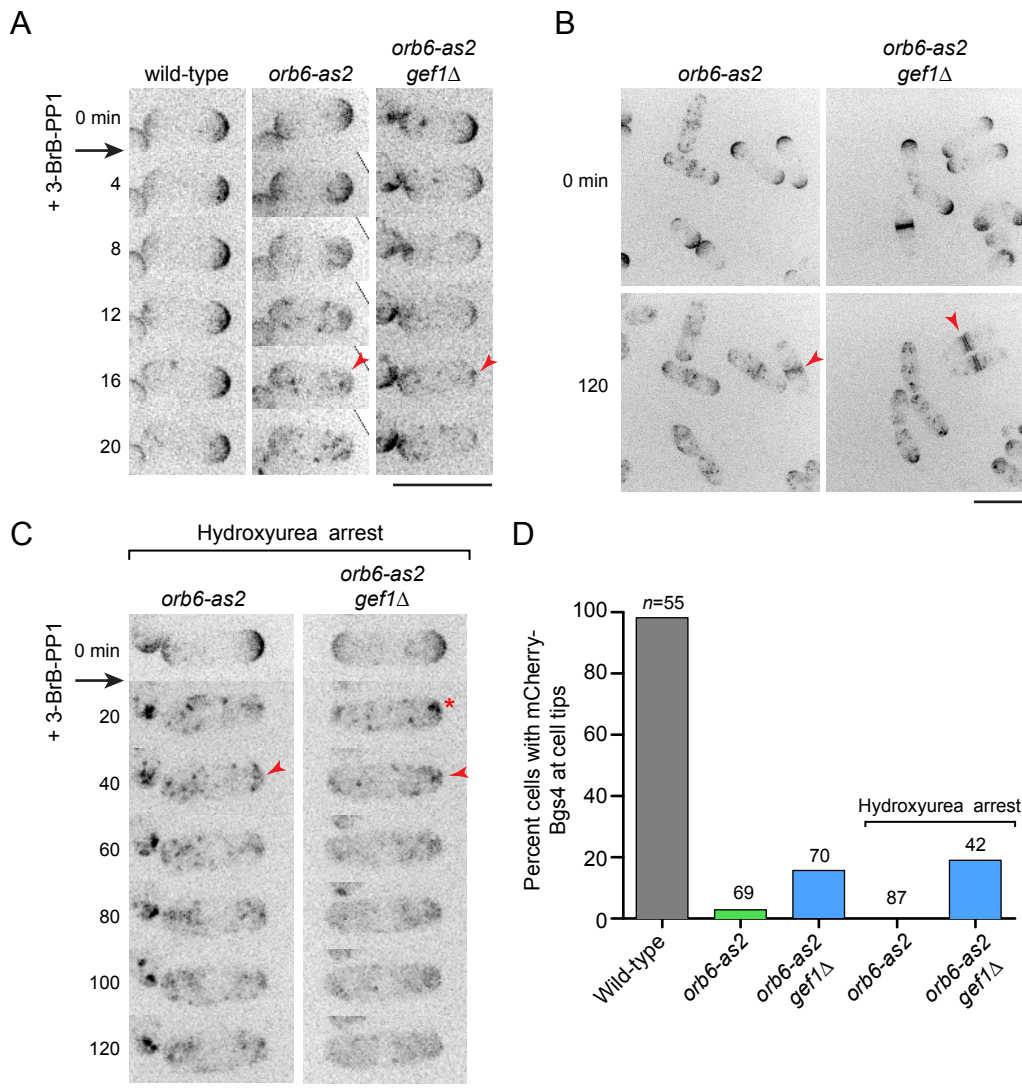 A
wild-type
orb6-as2
orb6-as2
gef1Δ
+ 3-BrB-PP1
0 min
4
8
12
16
20
B
orb6-as2
orb6-as2
gef1Δ
0 min
120
C
Hydroxyurea arrest
orb6-as2
orb6-as2
gef1Δ
+ 3-BrB-PP1
0 min
20
*
40
60
80
100
120
D
Percent cells with mCherry-
Bgs4 at cell tips
100
80
60
40
20
0
n=55
69
70
Hydroxyurea arrest
87
42
Wild-type
orb6-as2
orb6-as2
gef1Δ
orb6-as2
orb6-as2
gef1Δ